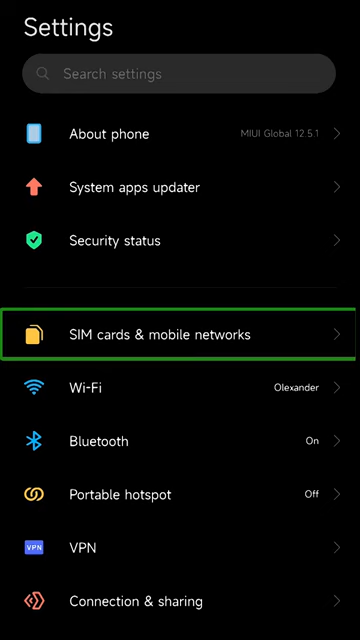 Settings
Search settings
About phone MIUI Global 12.5.1
System apps updater
Security status
SIM cards & mobile networks
Wi-Fi Olexander
Bluetooth On
Portable hotspot Off
VPN VPN
Connection & sharing